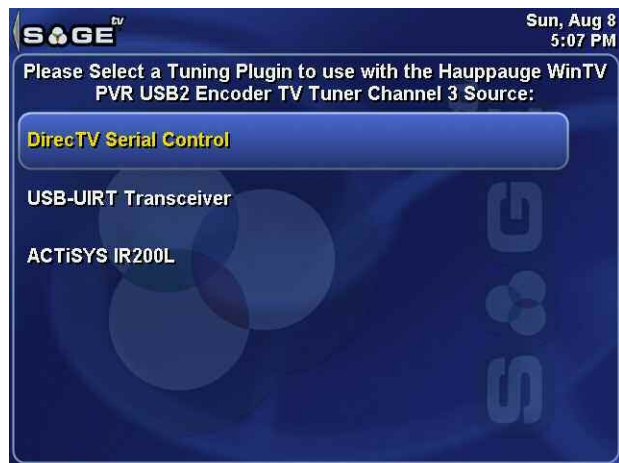 SAGE tv
Sun, Aug 8
5:07 PM
Please Select a Tuning Plugin to use with the Hauppauge WinTV
PVR USB2 Encoder TV Tuner Channel 3 Source:
DirecTV Serial Control
USB-UIRT Transceiver
ACTiSYS IR200L
SAGE